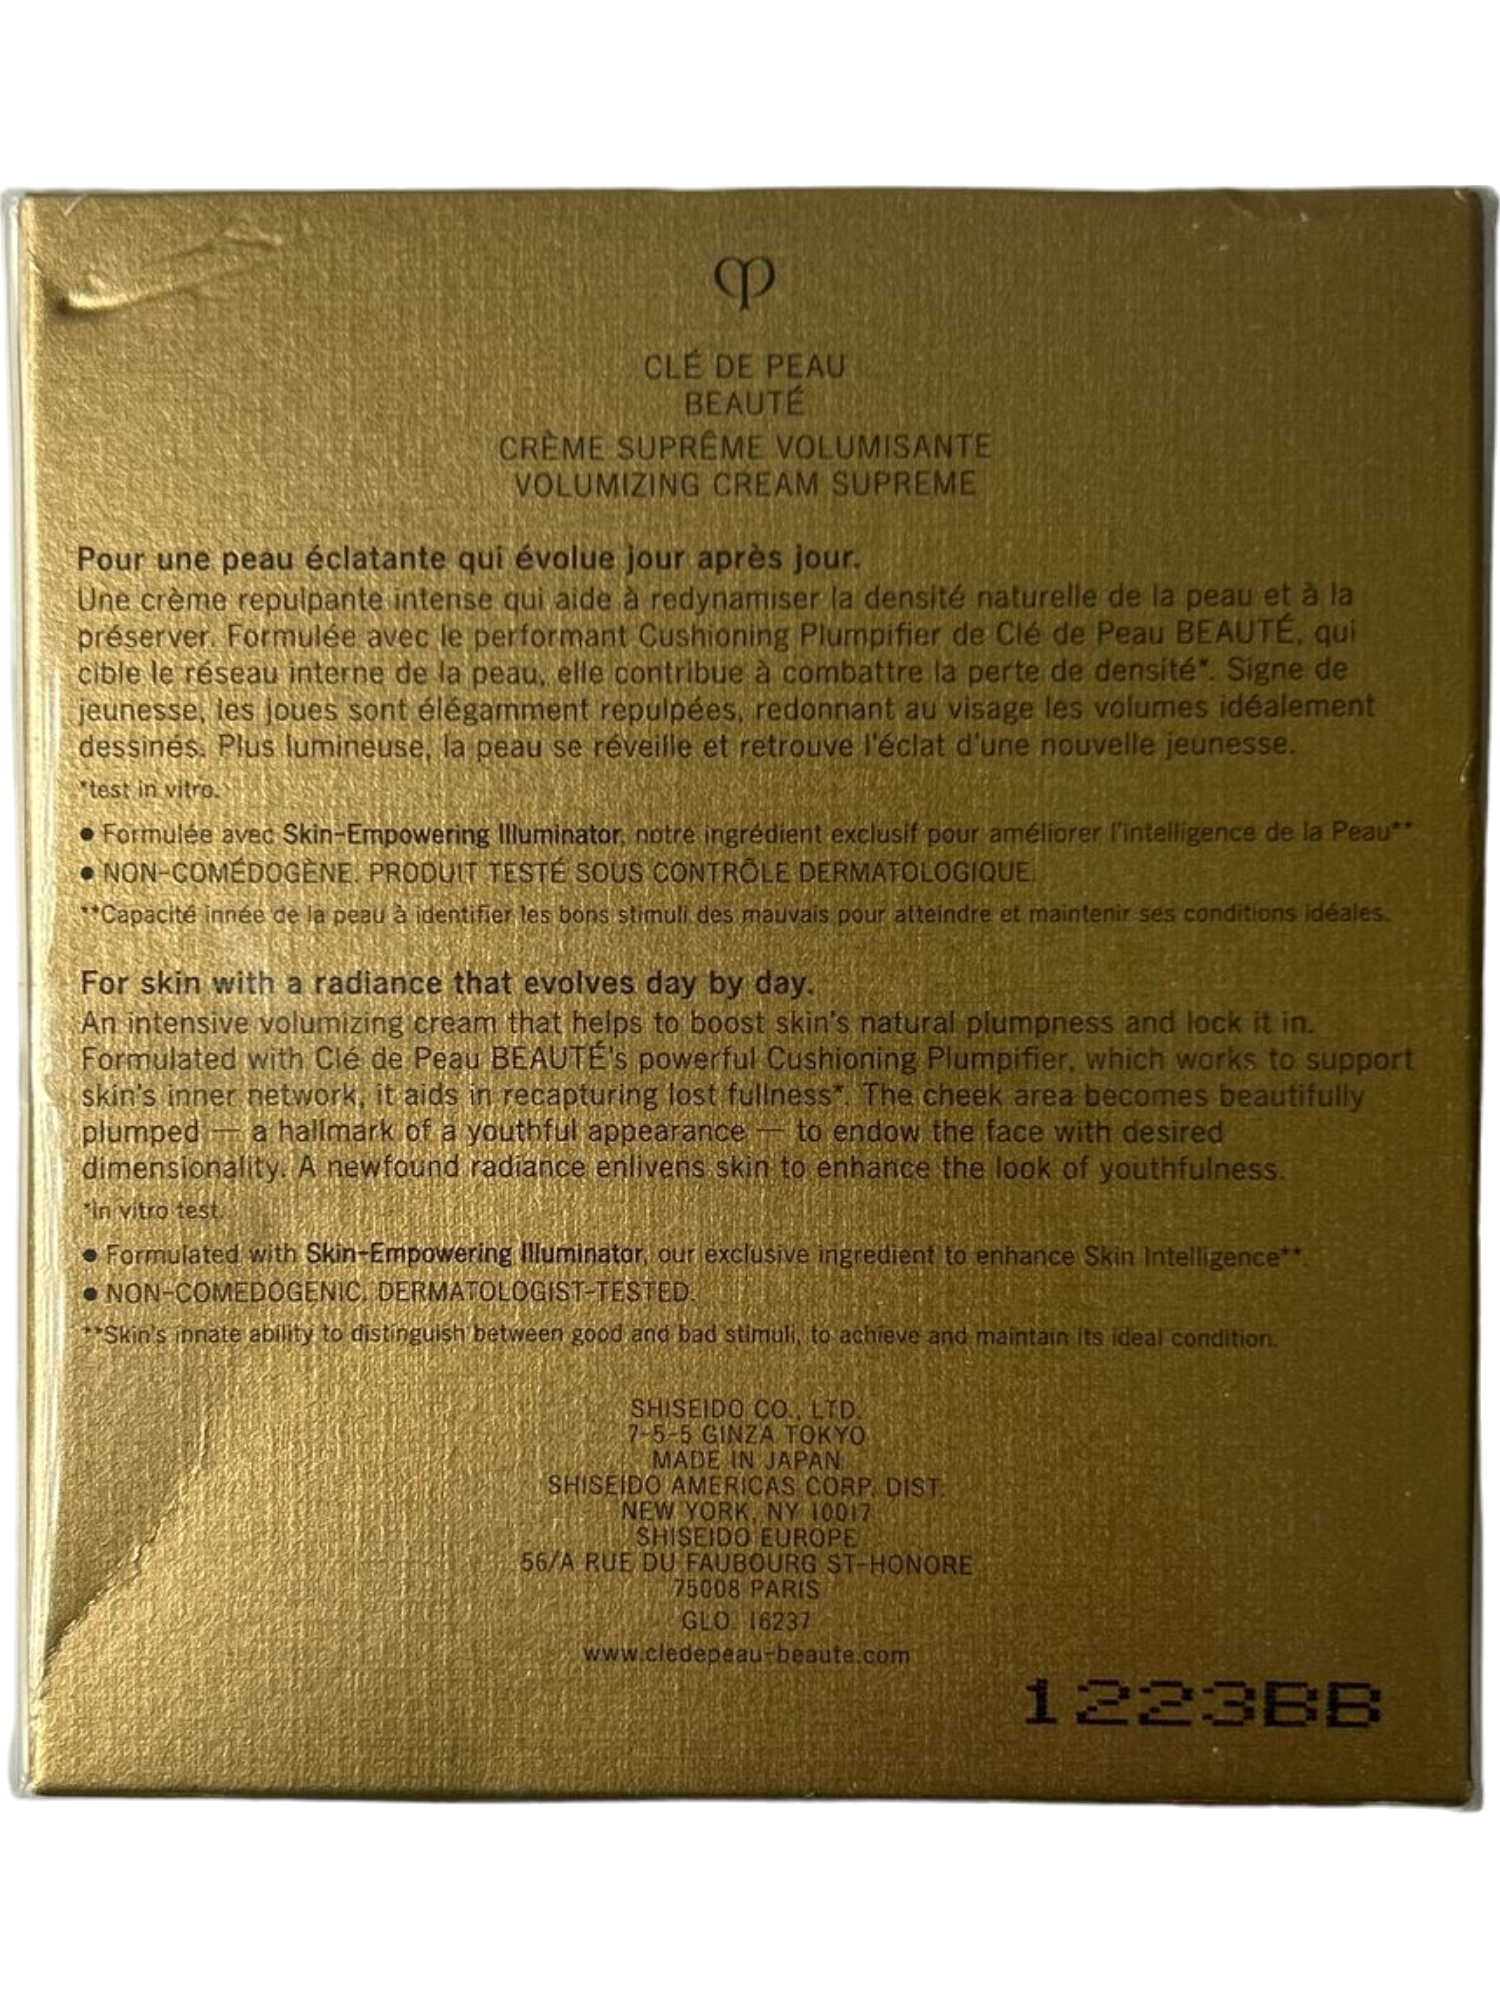 CLÉ DE PEAU
BEAUTÉ
CRÈME SUPRÊME VOLUMISANTE
VOLUMIZING CREAM SUPREME
Pour une peau éclatante qui évolue jour après jour.
Une crème repulpante intense qui aide à redynamiser la densité naturelle de la peau et à la
préserver. Formulée avec le performant Cushioning Plumpifier de Clé de Peau BEAUTÉ, qui
cible le réseau interne de la peau, elle contribue à combattre la perte de densité*. Signe de
jeunesse, les joues sont élégamment repulpées, redonnant au visage les volumes idéalement
dessinés. Plus lumineuse, la peau se réveille et retrouve l'éclat d'une nouvelle jeunesse.
*test in vitro.
● Formulée avec Skin-Empowering Illuminator, notre ingrédient exclusif pour améliorer l'intelligence de la Peau**
● NON-COMÉDOGÈNE. PRODUIT TESTÉ SOUS CONTRÔLE DERMATOLOGIQUE.
**Capacité innée de la peau à identifier les bons stimuli des mauvais pour atteindre et maintenir ses conditions idéales.
For skin with a radiance that evolves day by day.
An intensive volumizing cream that helps to boost skin's natural plumpness and lock it in.
Formulated with Clé de Peau BEAUTÉ's powerful Cushioning Plumpifier, which works to support
skin's inner network, it aids in recapturing lost fullness*. The cheek area becomes beautifully
plumped — a hallmark of a youthful appearance — to endow the face with desired
dimensionality. A newfound radiance enlivens skin to enhance the look of youthfulness.
*in vitro test.
● Formulated with Skin-Empowering Illuminator, our exclusive ingredient to enhance Skin Intelligence**.
● NON-COMEDOGENIC. DERMATOLOGIST-TESTED.
**Skin's innate ability to distinguish between good and bad stimuli, to achieve and maintain its ideal condition.
SHISEIDO CO., LTD.
7-5-5 GINZA TOKYO
MADE IN JAPAN
SHISEIDO AMERICAS CORP. DIST.
NEW YORK, NY 10017
SHISEIDO EUROPE
56/A RUE DU FAUBOURG ST-HONORE
75008 PARIS
GLO. 16237
www.cledepeau-beaute.com
1223BB